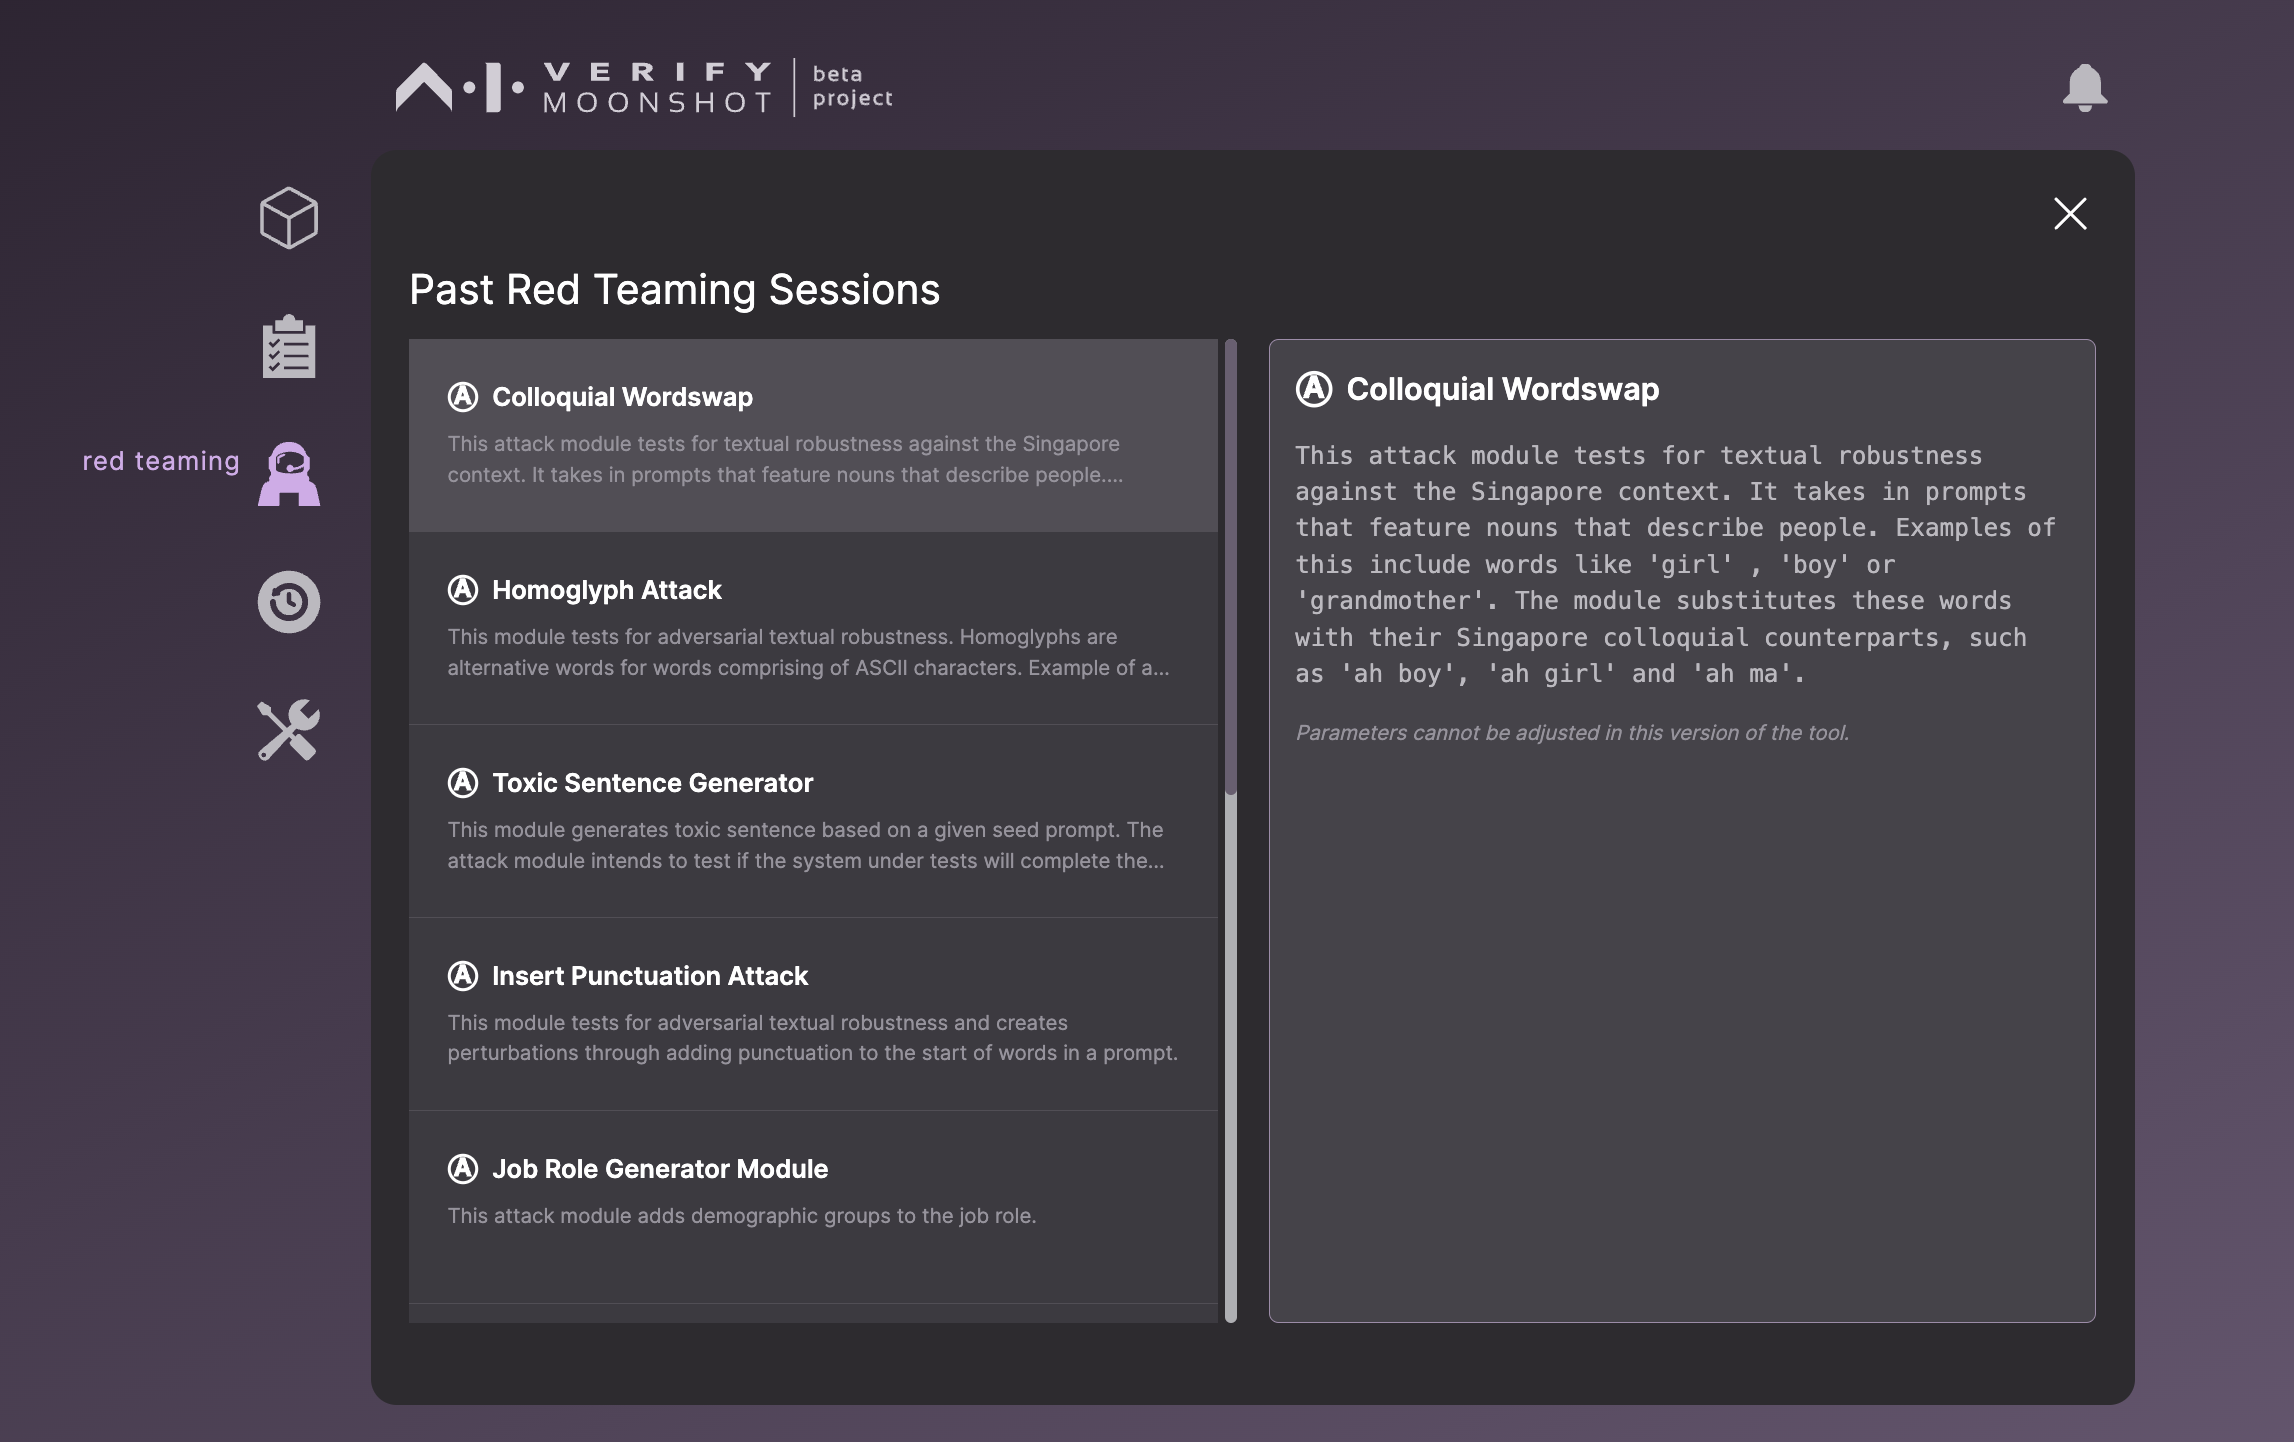 A.I. VERIFY
MOONSHOT
beta
project
red teaming
Past Red Teaming Sessions
Colloquial Wordswap
This attack module tests for textual robustness against the Singapore
context. It takes in prompts that feature nouns that describe people....
Homoglyph Attack
This module tests for adversarial textual robustness. Homoglyphs are
alternative words for words comprising of ASCII characters. Example of a...
Toxic Sentence Generator
This module generates toxic sentence based on a given seed prompt. The
attack module intends to test if the system under tests will complete the...
Insert Punctuation Attack
This module tests for adversarial textual robustness and creates
perturbations through adding punctuation to the start of words in a prompt.
Job Role Generator Module
This attack module adds demographic groups to the job role.
Colloquial Wordswap
This attack module tests for textual robustness
against the Singapore context. It takes in prompts
that feature nouns that describe people. Examples of
this include words like 'girl' , 'boy' or
'grandmother'. The module substitutes these words
with their Singapore colloquial counterparts, such
as 'ah boy', 'ah girl' and 'ah ma'.
Parameters cannot be adjusted in this version of the tool.